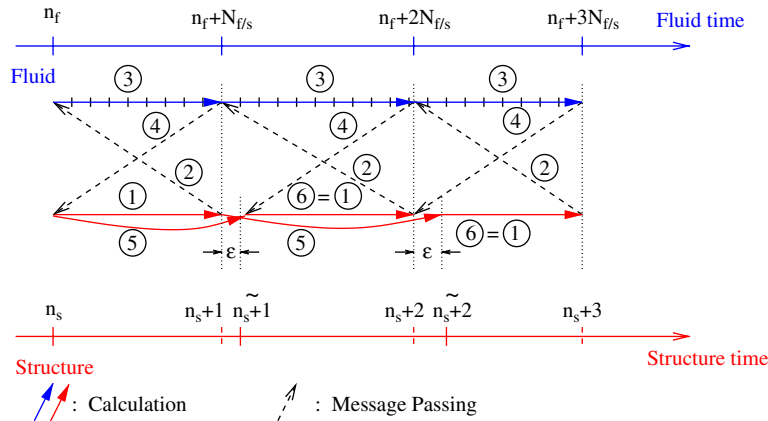 n_f n_f+N_f/s n_f+2N_f/s n_f+3N_f/s Fluid time
Fluid
③ ③ ③
④ ④ ④
② ② ②
① ⑥=① ⑥=①
⑤ ⑤
ε ε
n_s n_s+1 ñ_s+1 n_s+2 ñ_s+2 n_s+3
Structure Structure time
: Calculation : Message Passing